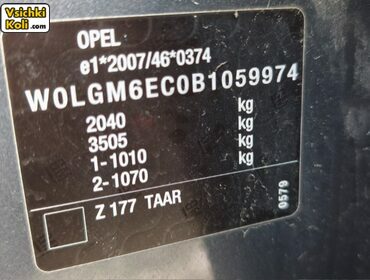 Vsichki
Koli .com
OPEL
e1*2007/46*0374
W0LGM6EC0B1059974
2040 kg
3505 kg
1-1010 kg
2-1070 kg
Z 177 TAAR
0579